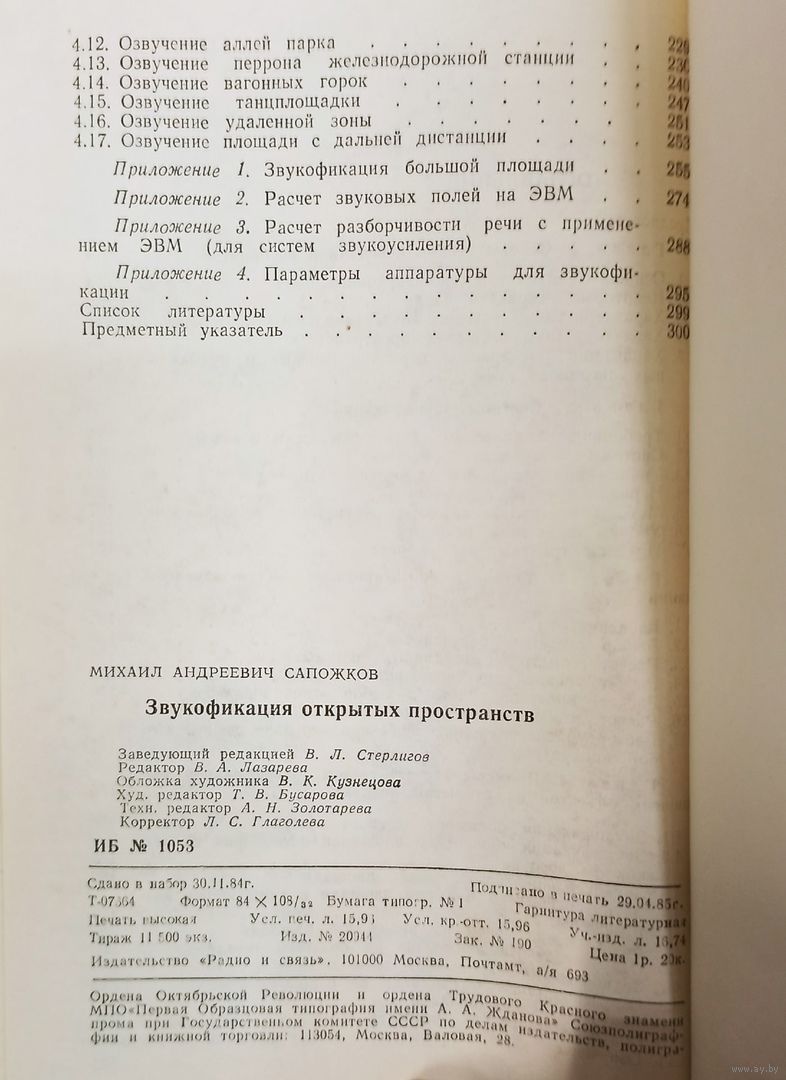 4.12. Озвучение аллей парка . . . . . . . . . 226
4.13. Озвучение перрона железнодорожной станции . . 236
4.14. Озвучение вагонных горок . . . . . . . 240
4.15. Озвучение танцплощадки . . . . . . . 247
4.16. Озвучение удаленной зоны . . . . . . . 251
4.17. Озвучение площади с дальней дистанции . . . . 253
Приложение 1. Звукофикация большой площади . . 255
Приложение 2. Расчет звуковых полей на ЭВМ . . 274
Приложение 3. Расчет разборчивости речи с примене-
нием ЭВМ (для систем звукоусиления) . . . . . 288
Приложение 4. Параметры аппаратуры для звукофи-
кации . . . . . . . . . . . . . . . . . 295
Список литературы . . . . . . . . . . . 299
Предметный указатель . . . . . . . . . . . 300
МИХАИЛ АНДРЕЕВИЧ САПОЖКОВ
Звукофикация открытых пространств
Заведующий редакцией В. Л. Стерлигов
Редактор В. А. Лазарева
Обложка художника В. К. Кузнецова
Худ. редактор Т. В. Бусарова
Техн. редактор А. Н. Золотарева
Корректор Л. С. Глаголева
ИБ № 1053
Сдано в набор 30.11.84г. Подписано в печать 29.04.85г.
Формат 84 × 108/32 Бумага типогр. № 1 Гарнитура литературная
Печать высокая Усл. печ. л. Усл. кр.-отт. 15,96 Уч.-изд. л.
Тираж 11 500 экз. Изд. № Зак. № 190 Цена 1р.
Издательство «Радио и связь». 101000 Москва, Почтамт, а/я 693
Ордена Октябрьской Революции и ордена Трудового Красного Знамени
МПО «Первая Образцовая типография имени А. А. Жданова» Союзполиграф-
прома при Государственном комитете СССР по делам издательств, полигра-
фии и книжной торговли: 113054, Москва, Валовая, 28.
www.ay.by